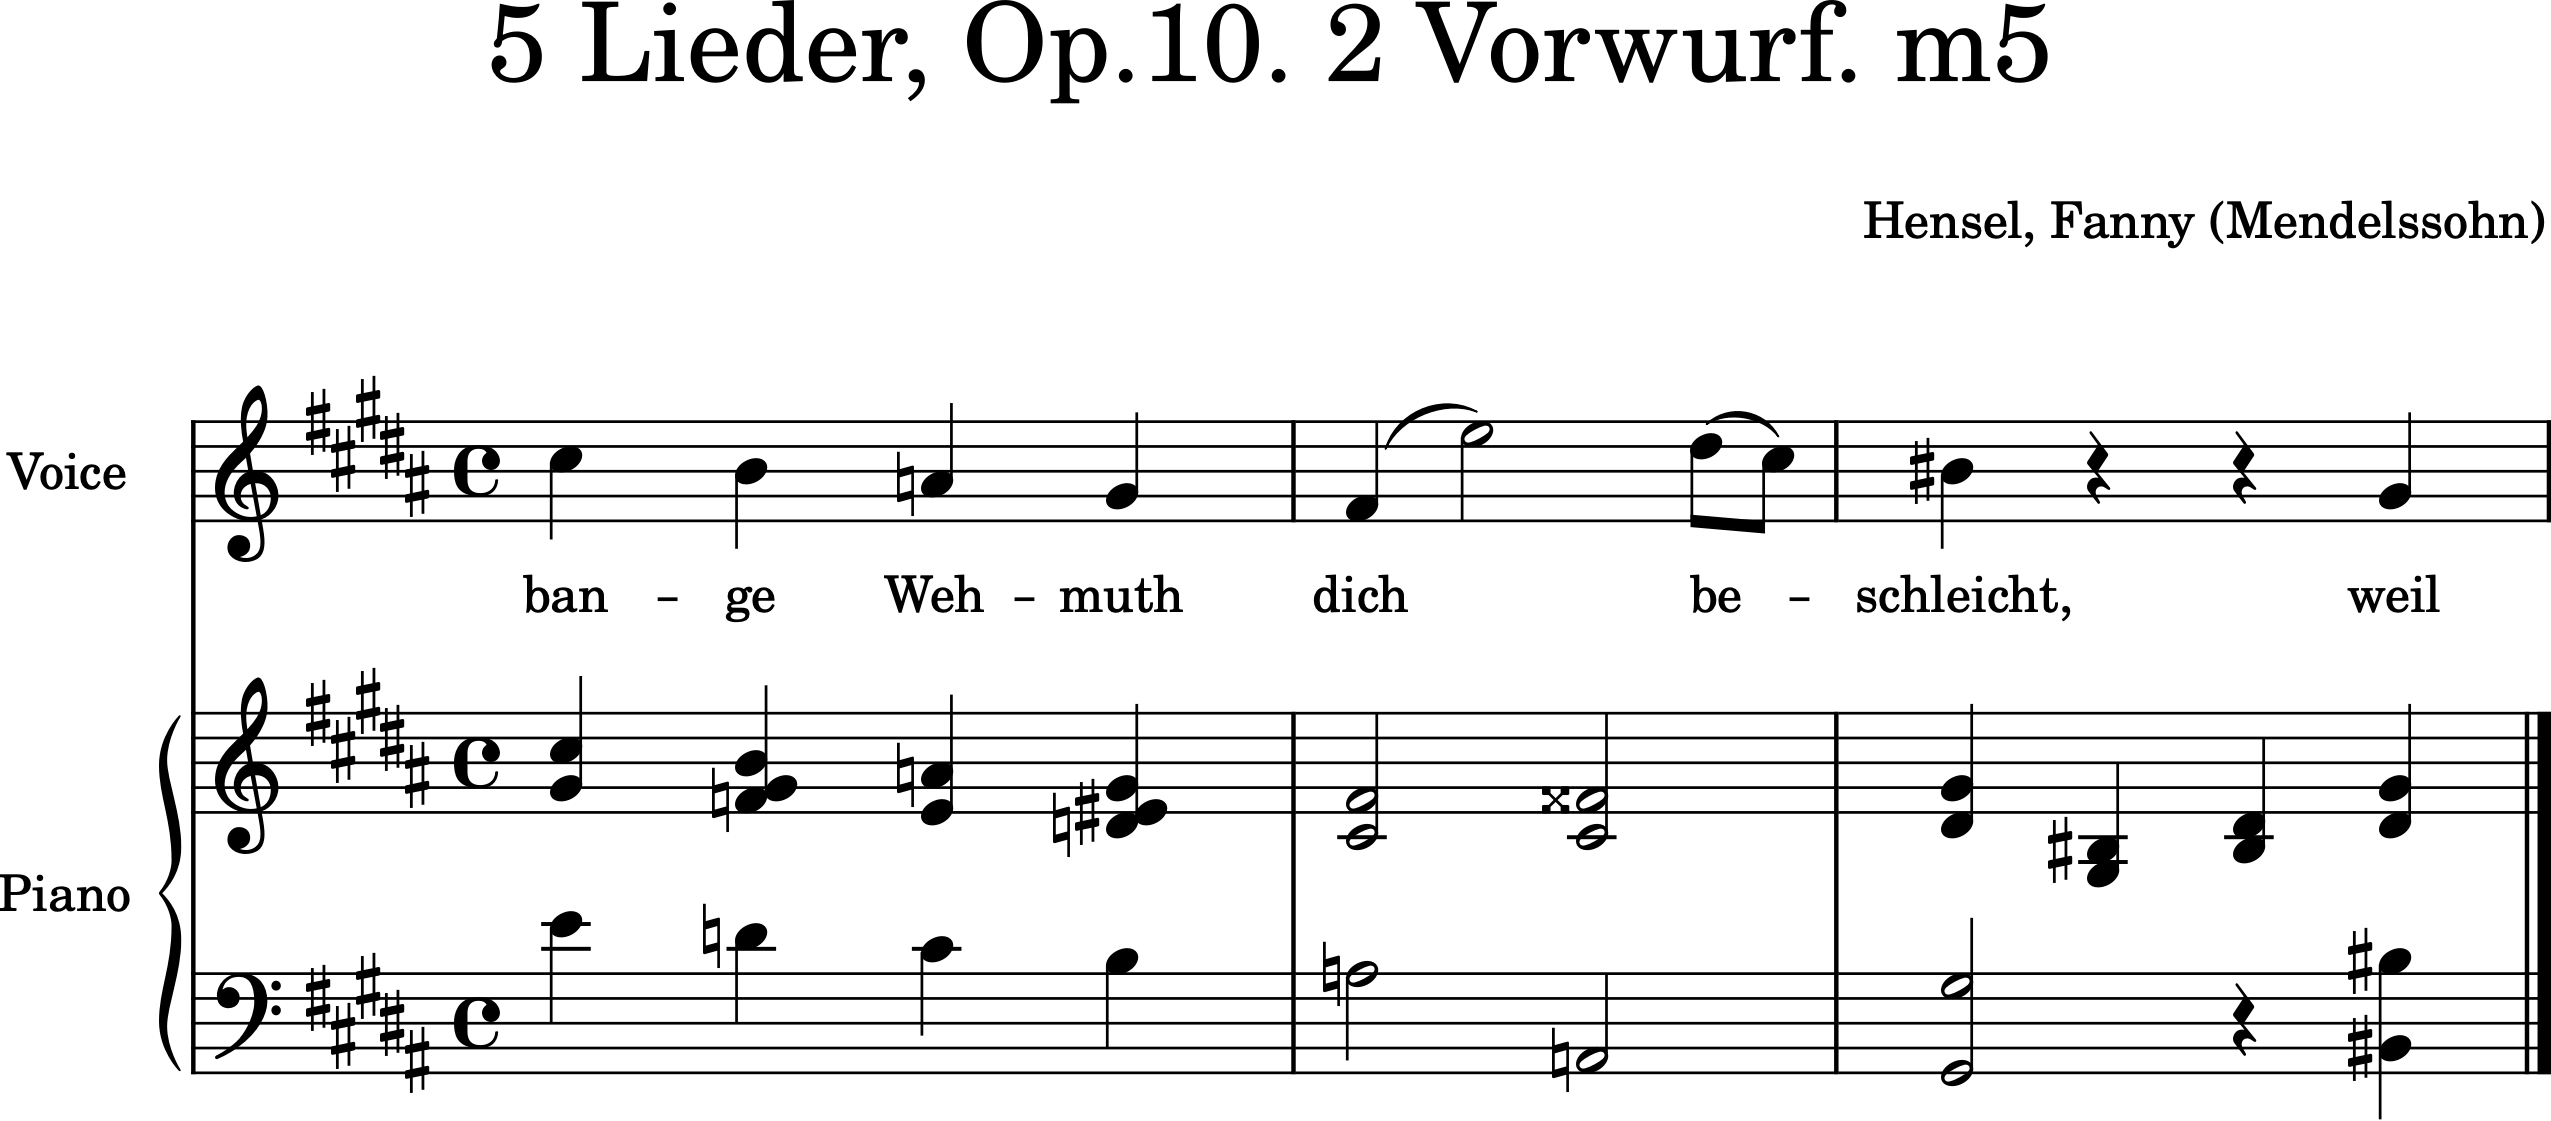 5 Lieder, Op.10. 2 Vorwurf. m5
Hensel, Fanny (Mendelssohn)
Voice
ban - ge Weh - muth dich be - schleicht, weil
Piano